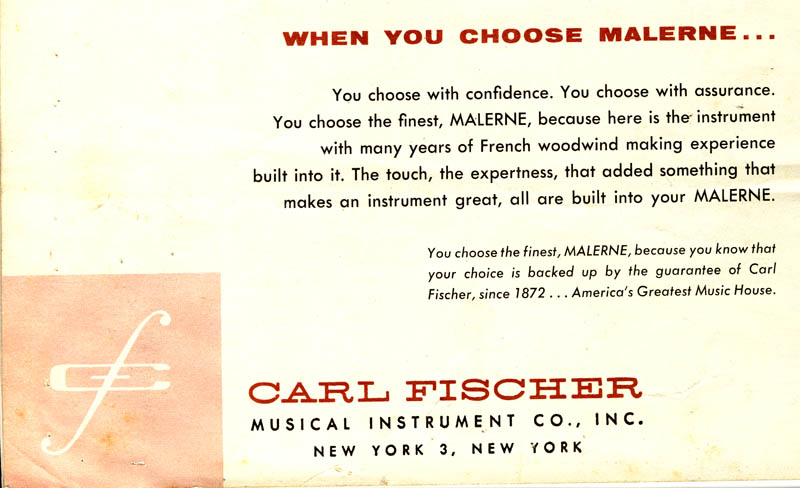 WHEN YOU CHOOSE MALERNE...
You choose with confidence. You choose with assurance.
You choose the finest, MALERNE, because here is the instrument
with many years of French woodwind making experience
built into it. The touch, the expertness, that added something that
makes an instrument great, all are built into your MALERNE.
You choose the finest, MALERNE, because you know that
your choice is backed up by the guarantee of Carl
Fischer, since 1872 ... America's Greatest Music House.
cf
CARL FISCHER
MUSICAL INSTRUMENT CO., INC.
NEW YORK 3, NEW YORK